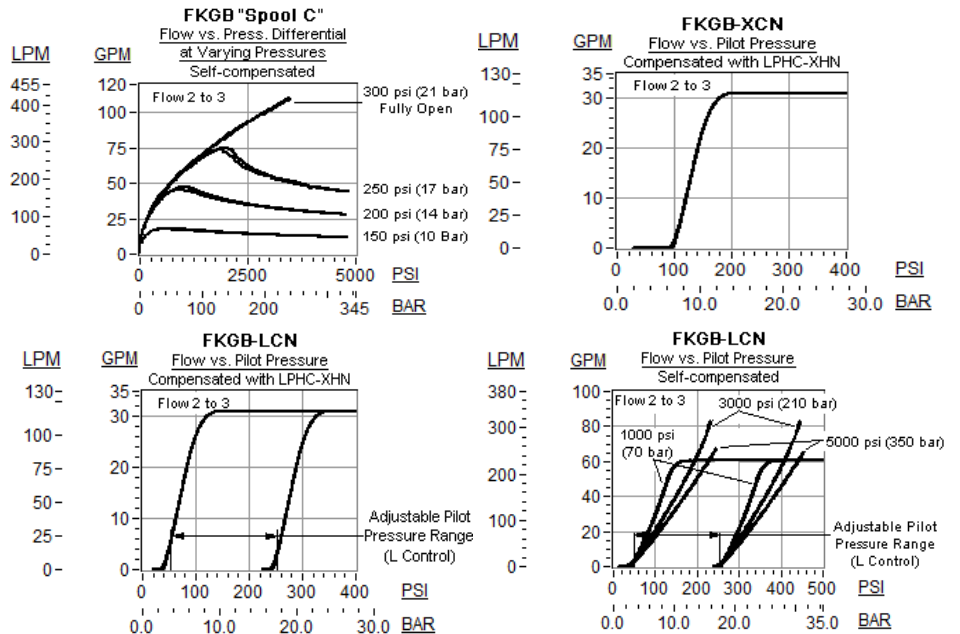 FKGB "Spool C"
Flow vs. Press. Differential
at Varying Pressures
Self-compensated
LPM
GPM
455
400
300
200
100
0
120
100
75
50
25
0
Flow 2 to 3
300 psi (21 bar)
Fully Open
250 psi (17 bar)
200 psi (14 bar)
150 psi (10 Bar)
0 2500 5000 PSI
0 100 200 345 BAR
FKGB-XCN
Flow vs. Pilot Pressure
Compensated with LPHC-XHN
LPM
GPM
130
100
75
50
25
0
35
30
20
10
0
Flow 2 to 3
0 100 200 300 400 PSI
0.0 10.0 20.0 30.0 BAR
FKGB-LCN
Flow vs. Pilot Pressure
Compensated with LPHC-XHN
LPM
GPM
130
100
75
50
25
0
35
30
20
10
0
Flow 2 to 3
Adjustable Pilot
Pressure Range
(L Control)
0 100 200 300 400 PSI
0.0 10.0 20.0 30.0 BAR
FKGB-LCN
Flow vs. Pilot Pressure
Self-compensated
LPM
GPM
380
300
200
100
0
100
80
60
40
20
0
Flow 2 to 3
3000 psi (210 bar)
1000 psi
(70 bar)
5000 psi (350 bar)
Adjustable Pilot
Pressure Range
(L Control)
0 100 200 300 400 500 PSI
0.0 10.0 20.0 35.0 BAR